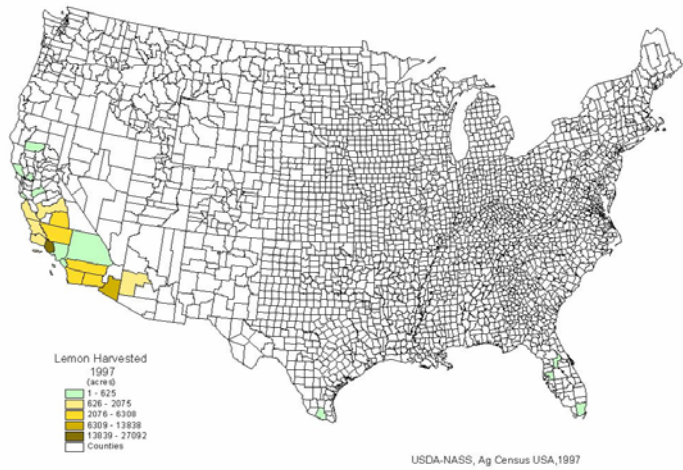 Lemon Harvested
1997
(acres)
1 - 625
626 - 2075
2076 - 6308
6309 - 13838
13839 - 27092
Counties
USDA-NASS, Ag Census USA,1997